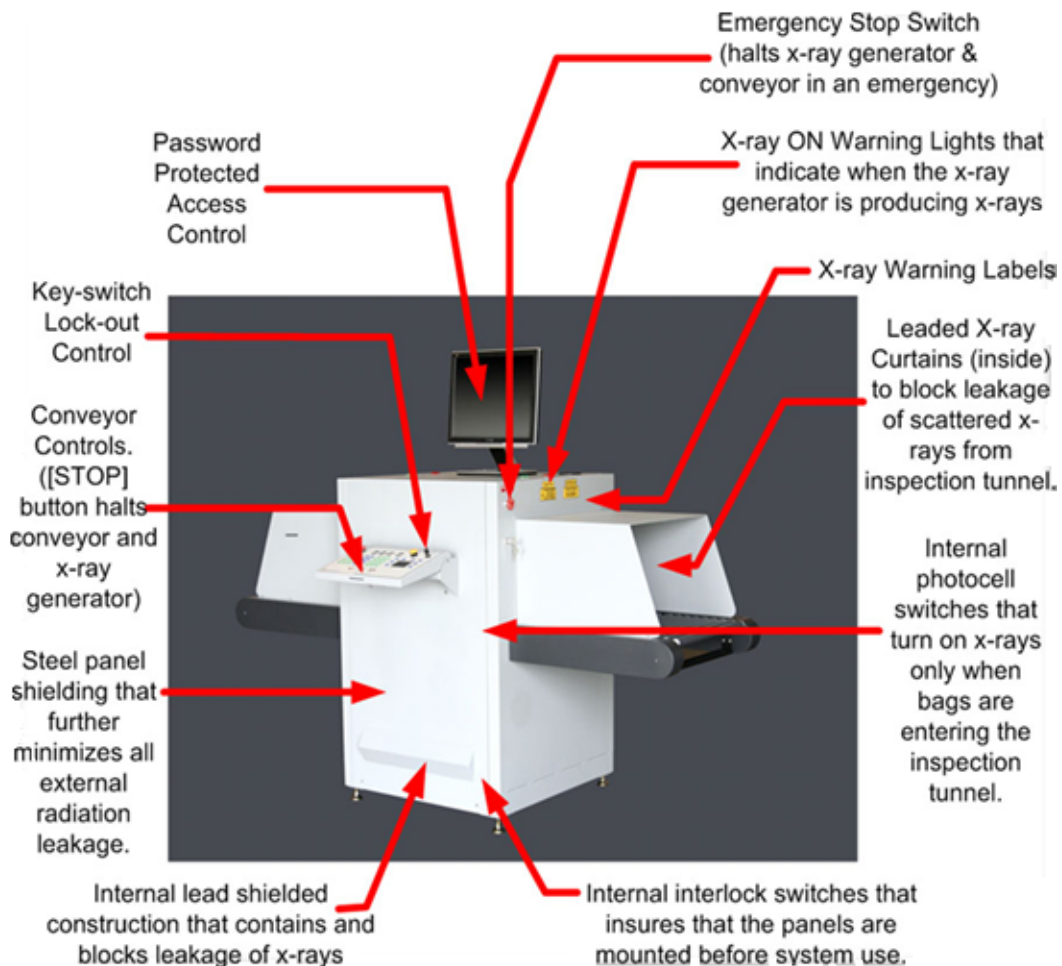 Emergency Stop Switch
(halts x-ray generator &
conveyor in an emergency)
Password
Protected
Access
Control
X-ray ON Warning Lights that
indicate when the x-ray
generator is producing x-rays
X-ray Warning Labels
Key-switch
Lock-out
Control
Leaded X-ray
Curtains (inside)
to block leakage
of scattered x-
rays from
inspection tunnel.
Conveyor
Controls.
([STOP]
button halts
conveyor and
x-ray
generator)
Internal
photocell
switches that
turn on x-rays
only when
bags are
entering the
inspection
tunnel.
Steel panel
shielding that
further
minimizes all
external
radiation
leakage.
Internal lead shielded
construction that contains and
blocks leakage of x-rays
Internal interlock switches that
insures that the panels are
mounted before system use.